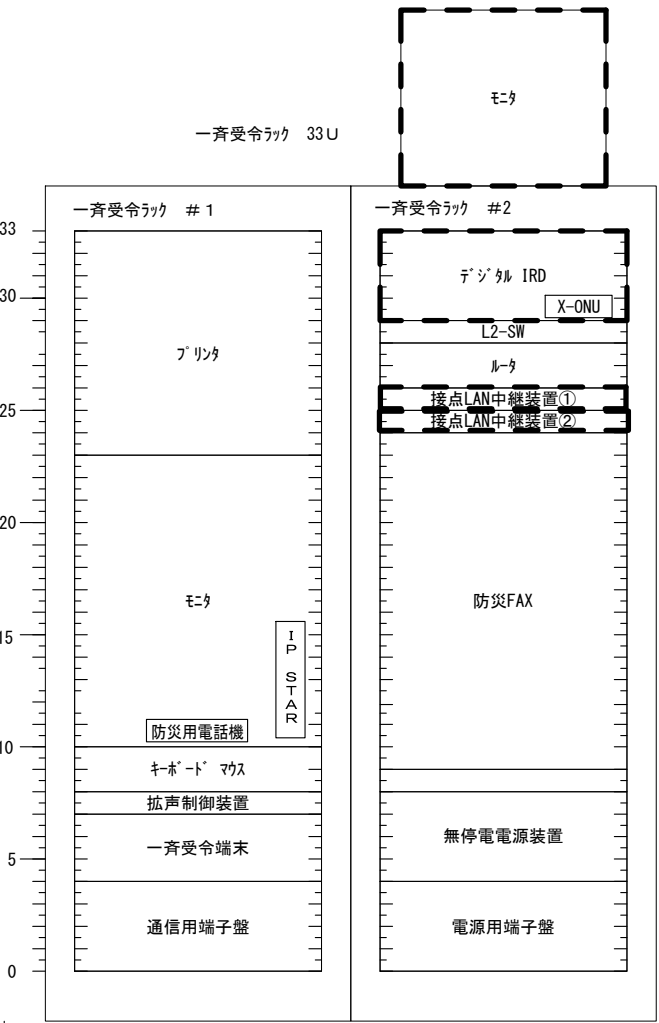 モニタ
一斉受令ラック 33U
一斉受令ラック #1
一斉受令ラック #2
33
30
25
20
15
10
5
0
プリンタ
モニタ
IP STAR
防災用電話機
キーボード マウス
拡声制御装置
一斉受令端末
通信用端子盤
デジタル IRD
X-ONU
L2-SW
ルータ
接点LAN中継装置①
接点LAN中継装置②
防災FAX
無停電電源装置
電源用端子盤